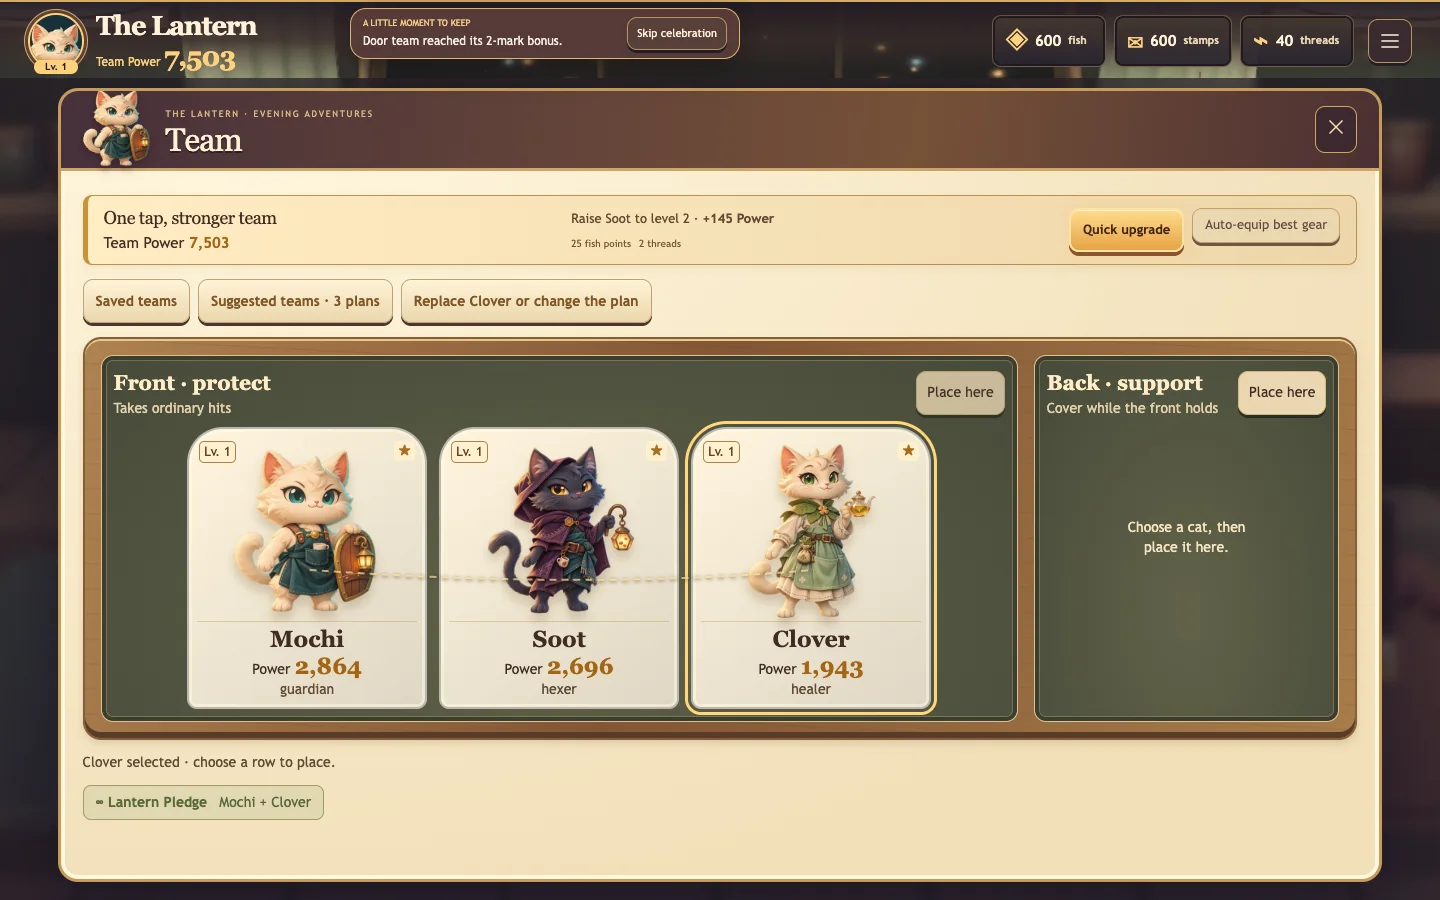 The Lantern
Team Power 7,503
Lv. 1
A LITTLE MOMENT TO KEEP
Door team reached its 2-mark bonus.
Skip celebration
600 fish
600 stamps
40 threads
THE LANTERN · EVENING ADVENTURES
Team
One tap, stronger team
Team Power 7,503
Raise Soot to level 2 · +145 Power
25 fish points 2 threads
Quick upgrade
Auto-equip best gear
Saved teams
Suggested teams · 3 plans
Replace Clover or change the plan
Front · protect
Takes ordinary hits
Place here
Lv. 1
Mochi
Power 2,864
guardian
Lv. 1
Soot
Power 2,696
hexer
Lv. 1
Clover
Power 1,943
healer
Back · support
Cover while the front holds
Place here
Choose a cat, then
place it here.
Clover selected · choose a row to place.
Lantern Pledge Mochi + Clover